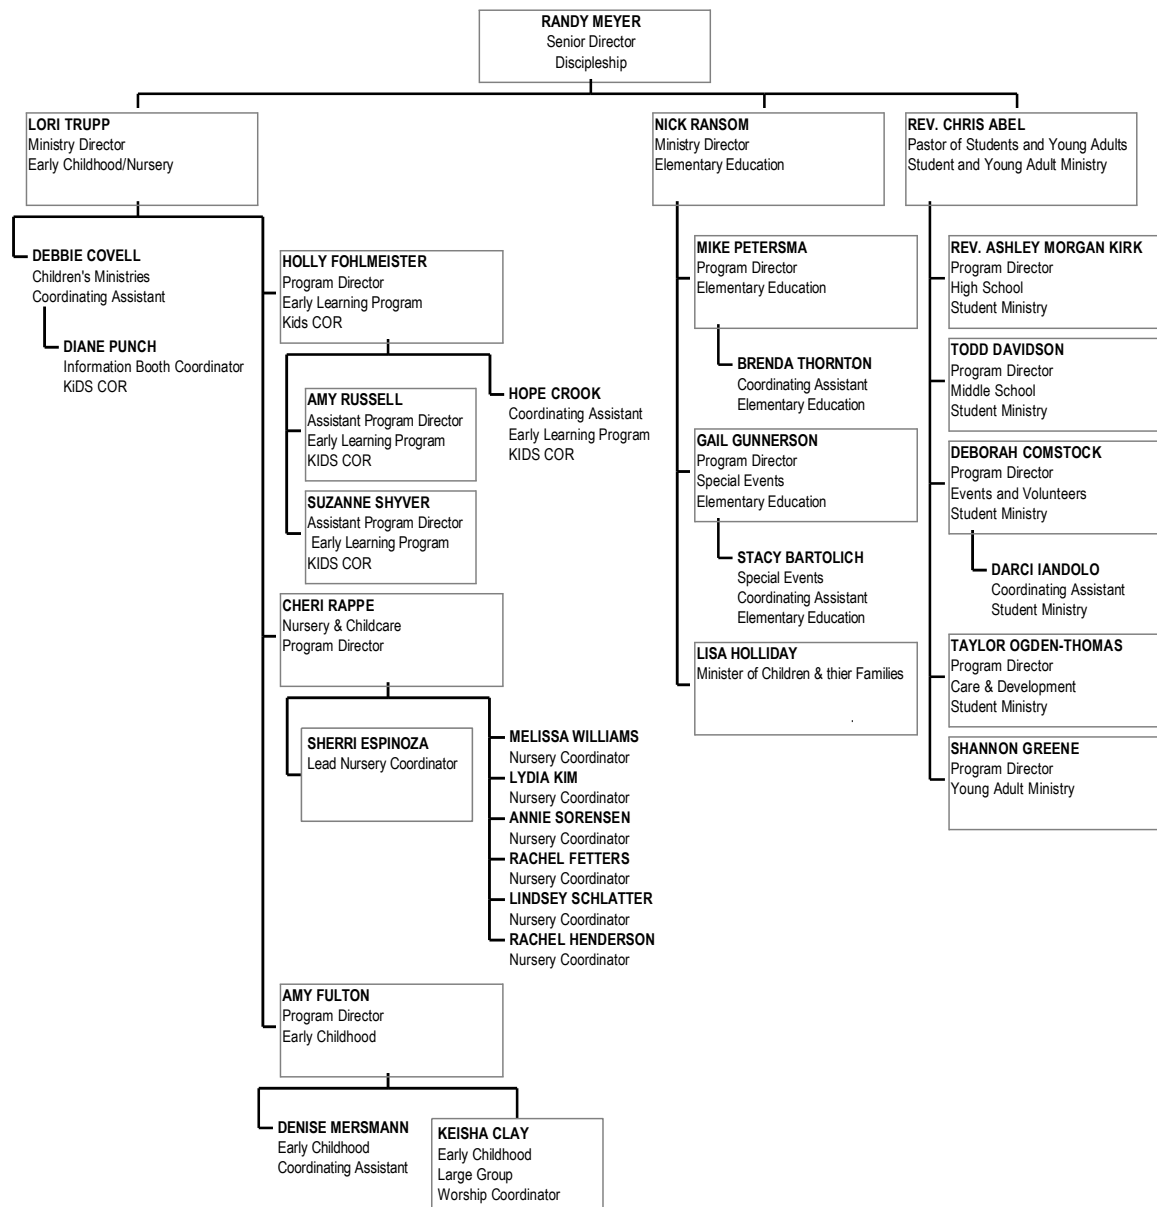 RANDY MEYER
Senior Director
Discipleship
LORI TRUPP
Ministry Director
Early Childhood/Nursery
NICK RANSOM
Ministry Director
Elementary Education
REV. CHRIS ABEL
Pastor of Students and Young Adults
Student and Young Adult Ministry
DEBBIE COVELL
Children's Ministries
Coordinating Assistant
DIANE PUNCH
Information Booth Coordinator
KiDS COR
HOLLY FOHLMEISTER
Program Director
Early Learning Program
Kids COR
AMY RUSSELL
Assistant Program Director
Early Learning Program
KIDS COR
HOPE CROOK
Coordinating Assistant
Early Learning Program
KIDS COR
SUZANNE SHYVER
Assistant Program Director
Early Learning Program
KIDS COR
CHERI RAPPE
Nursery & Childcare
Program Director
SHERRI ESPINOZA
Lead Nursery Coordinator
MELISSA WILLIAMS
Nursery Coordinator
LYDIA KIM
Nursery Coordinator
ANNIE SORENSEN
Nursery Coordinator
RACHEL FETTERS
Nursery Coordinator
LINDSEY SCHLATTER
Nursery Coordinator
RACHEL HENDERSON
Nursery Coordinator
AMY FULTON
Program Director
Early Childhood
DENISE MERSMANN
Early Childhood
Coordinating Assistant
KEISHA CLAY
Early Childhood
Large Group
Worship Coordinator
MIKE PETERSMA
Program Director
Elementary Education
BRENDA THORNTON
Coordinating Assistant
Elementary Education
GAIL GUNNERSON
Program Director
Special Events
Elementary Education
STACY BARTOLICH
Special Events
Coordinating Assistant
Elementary Education
LISA HOLLIDAY
Minister of Children & thier Families
.
REV. ASHLEY MORGAN KIRK
Program Director
High School
Student Ministry
TODD DAVIDSON
Program Director
Middle School
Student Ministry
DEBORAH COMSTOCK
Program Director
Events and Volunteers
Student Ministry
DARCI IANDOLO
Coordinating Assistant
Student Ministry
TAYLOR OGDEN-THOMAS
Program Director
Care & Development
Student Ministry
SHANNON GREENE
Program Director
Young Adult Ministry